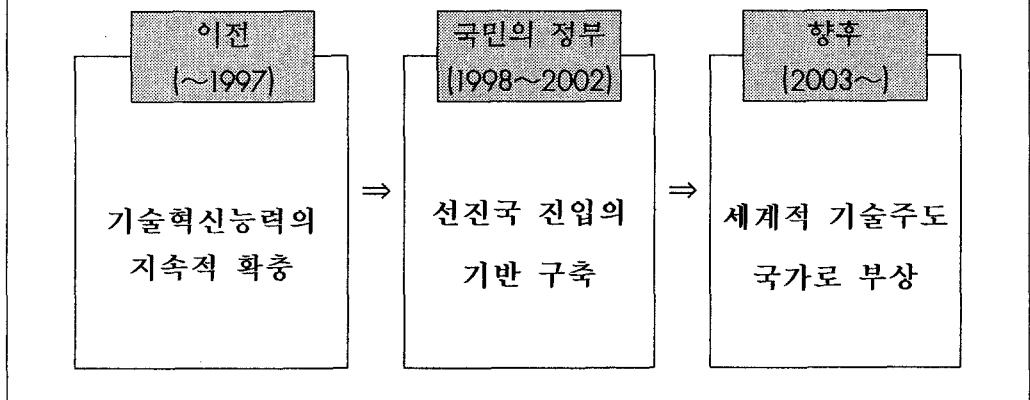 이전
(~1997)
기술혁신능력의
지속적 확충
⇒
국민의 정부
(1998~2002)
선진국 진입의
기반 구축
⇒
향후
(2003~)
세계적 기술주도
국가로 부상